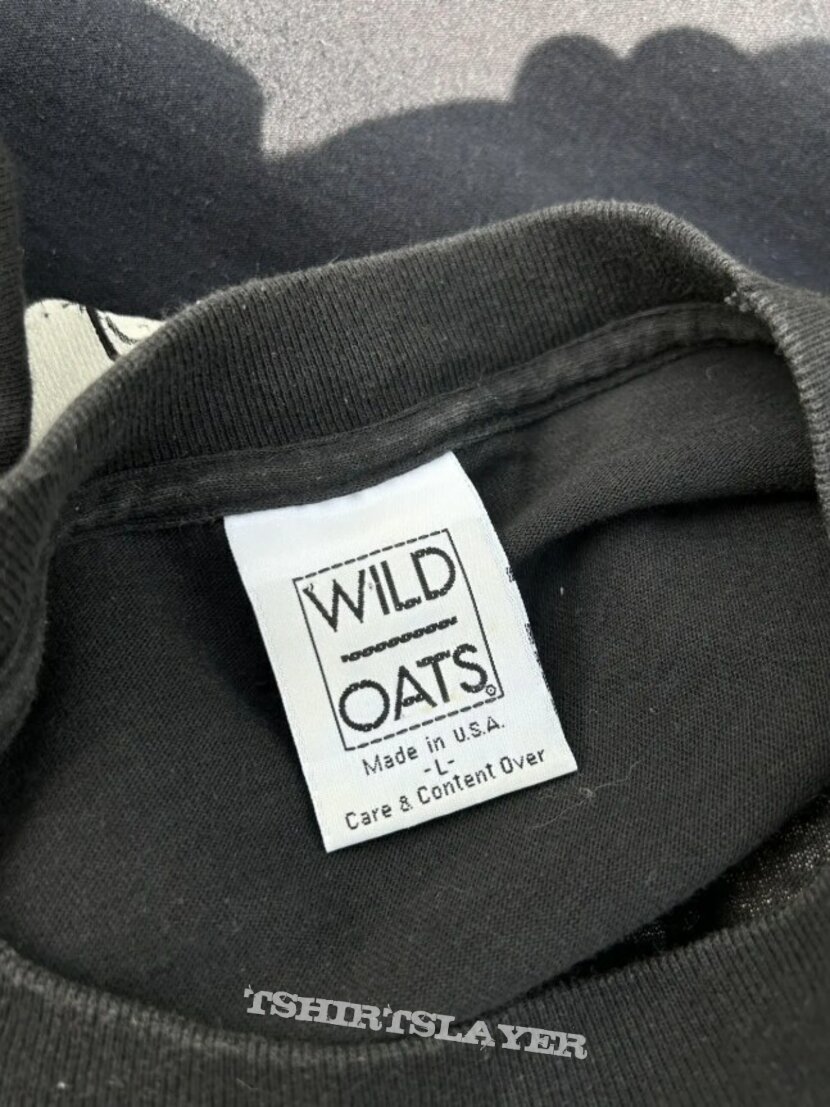 WILD
OATS®
Made in U.S.A.
-L-
Care & Content Over
TSHIRTSLAYER